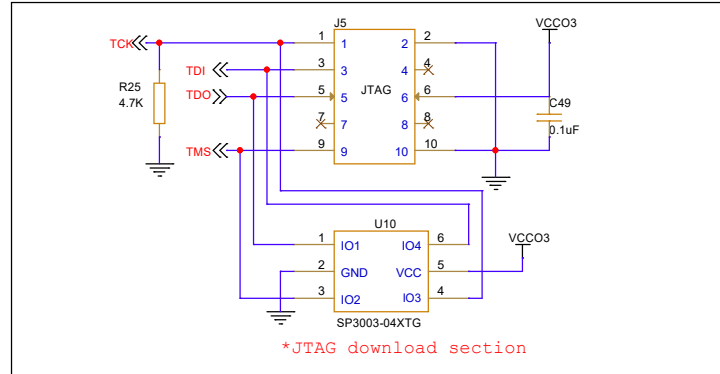 J5
VCCO3
TCK 1 1 2 2
TDI 3 3 4 4
R25
4.7K
TDO 5 5 JTAG 6 6
C49
0.1uF
7 7 8 8
TMS 9 9 10 10
U10
VCCO3
1 IO1 IO4 6
2 GND VCC 5
3 IO2 IO3 4
SP3003-04XTG
*JTAG download section